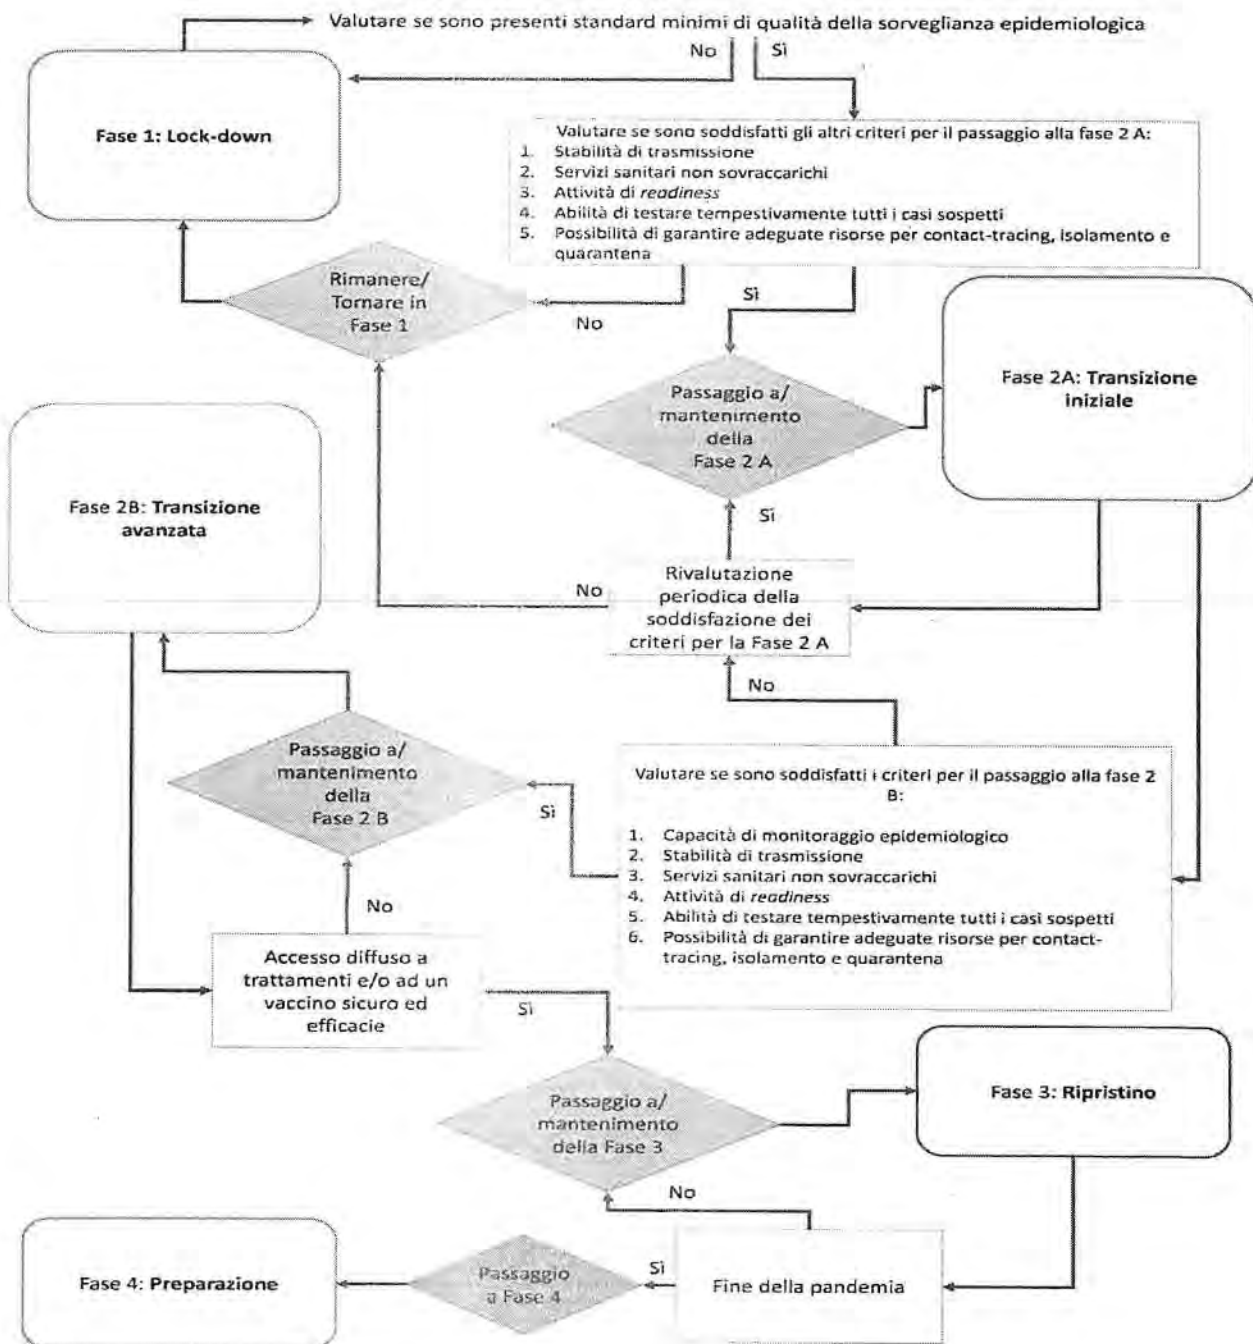 Valutare se sono presenti standard minimi di qualità della sorveglianza epidemiologica
No
Sì
Fase 1: Lock-down
Valutare se sono soddisfatti gli altri criteri per il passaggio alla fase 2 A:
1. Stabilità di trasmissione
2. Servizi sanitari non sovraccarichi
3. Attività di readiness
4. Abilità di testare tempestivamente tutti i casi sospetti
5. Possibilità di garantire adeguate risorse per contact-tracing, isolamento e
quarantena
Rimanere/
Tornare in
Fase 1
No
Sì
Passaggio a/
mantenimento
della
Fase 2 A
Fase 2A: Transizione
iniziale
Fase 2B: Transizione
avanzata
Sì
No
Rivalutazione
periodica della
soddisfazione dei
criteri per la Fase 2 A
No
Passaggio a/
mantenimento
della
Fase 2 B
Sì
Valutare se sono soddisfatti i criteri per il passaggio alla fase 2
B:
1. Capacità di monitoraggio epidemiologico
2. Stabilità di trasmissione
3. Servizi sanitari non sovraccarichi
4. Attività di readiness
5. Abilità di testare tempestivamente tutti i casi sospetti
6. Possibilità di garantire adeguate risorse per contact-
tracing, isolamento e quarantena
No
Accesso diffuso a
trattamenti e/o ad un
vaccino sicuro ed
efficacie
Sì
Passaggio a/
mantenimento
della Fase 3
Fase 3: Ripristino
No
Fase 4: Preparazione
Passaggio
a Fase 4
Sì
Fine della pandemia